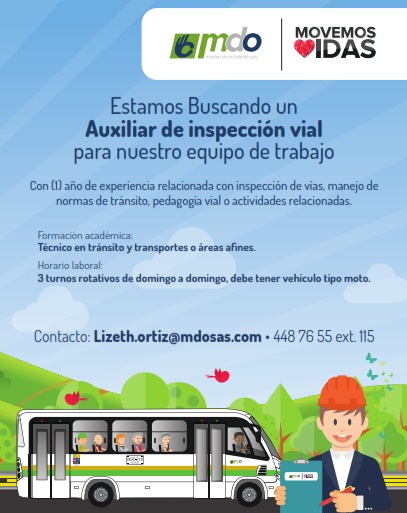 mdo
MOVEMOS
VIDAS
Estamos Buscando un
Auxiliar de inspección vial
para nuestro equipo de trabajo
Con (1) año de experiencia relacionada con inspección de vias, manejo de
normas de tránsito, pedagogía vial o actividades relacionadas.
Formación académica:
Técnico en tránsito y transportes o áreas afines.
Horario laboral:
3 turnos rotativos de domingo a domingo, debe tener vehículo tipo moto.
Contacto: Lizeth.ortiz@mdosas.com • 448 76 55 ext. 115